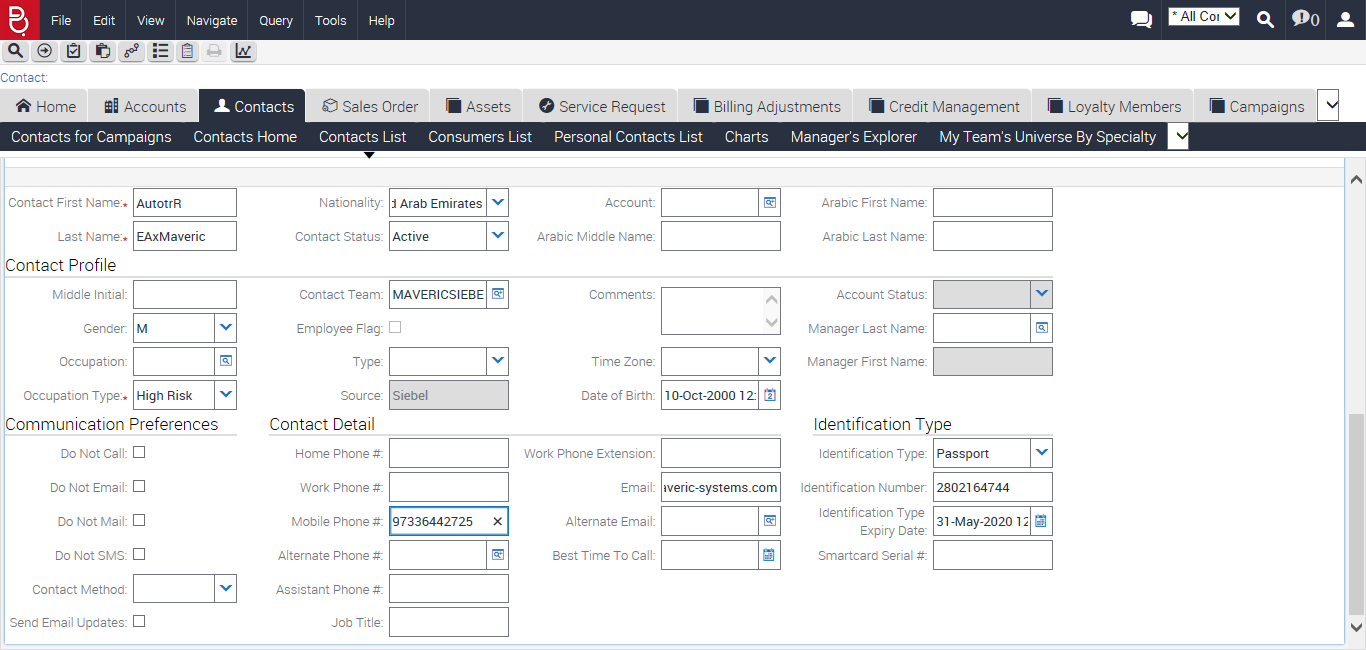 File Edit View Navigate Query Tools Help * All Cor 0
Contact:
Home Accounts Contacts Sales Order Assets Service Request Billing Adjustments Credit Management Loyalty Members Campaigns
Contacts for Campaigns Contacts Home Contacts List Consumers List Personal Contacts List Charts Manager's Explorer My Team's Universe By Specialty
Contact First Name:* AutotrR Nationality: d Arab Emirates Account: Arabic First Name:
Last Name:* EAxMaveric Contact Status: Active Arabic Middle Name: Arabic Last Name:
Contact Profile
Middle Initial: Contact Team: MAVERICSIEBE Comments: Account Status:
Gender: M Employee Flag: Manager Last Name:
Occupation: Type: Time Zone: Manager First Name:
Occupation Type:* High Risk Source: Siebel Date of Birth: 10-Oct-2000 12:
Communication Preferences Contact Detail Identification Type
Do Not Call: Home Phone #: Work Phone Extension: Identification Type: Passport
Do Not Email: Work Phone #: Email: averic-systems.com Identification Number: 2802164744
Do Not Mail: Mobile Phone #: 97336442725 Alternate Email: Identification Type Expiry Date: 31-May-2020 12
Do Not SMS: Alternate Phone #: Best Time To Call: Smartcard Serial #:
Contact Method: Assistant Phone #:
Send Email Updates: Job Title: